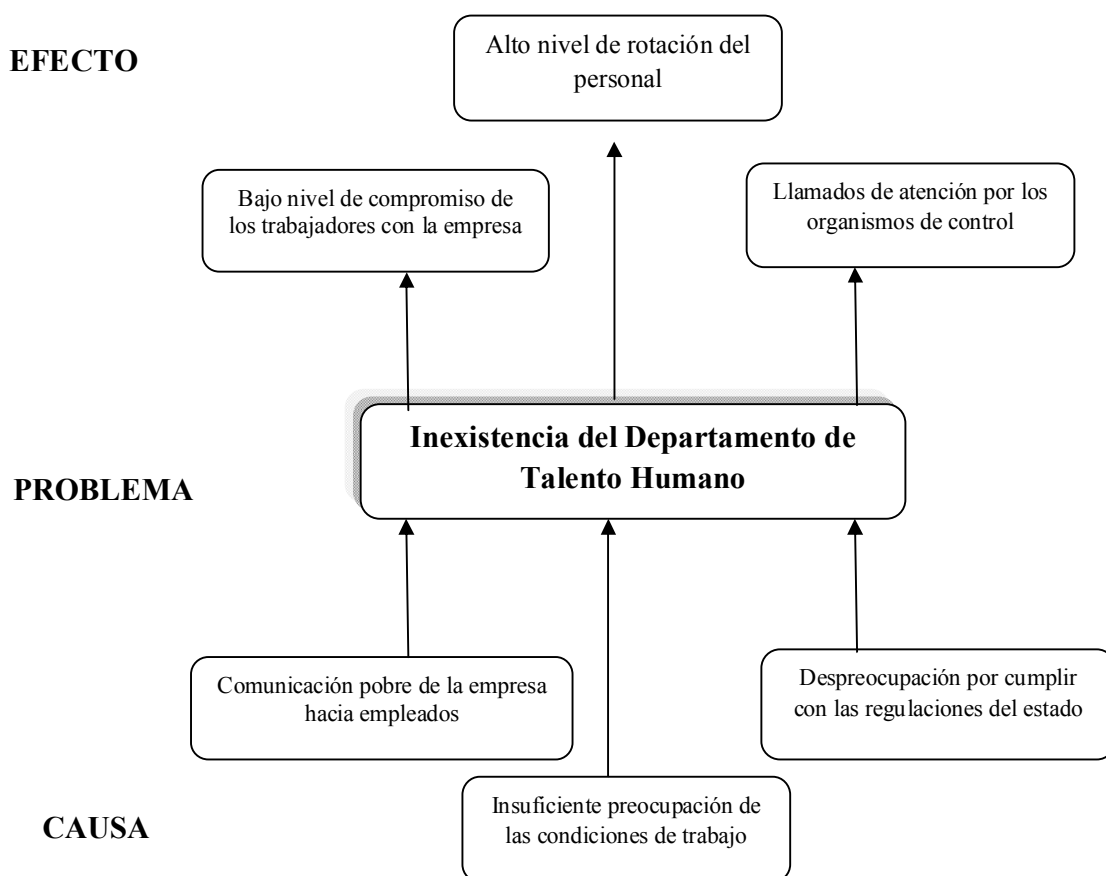 EFECTO
Alto nivel de rotación del
personal
Bajo nivel de compromiso de
los trabajadores con la empresa
Llamados de atención por los
organismos de control
PROBLEMA
Inexistencia del Departamento de
Talento Humano
Comunicación pobre de la empresa
hacia empleados
Despreocupación por cumplir
con las regulaciones del estado
CAUSA
Insuficiente preocupación de
las condiciones de trabajo